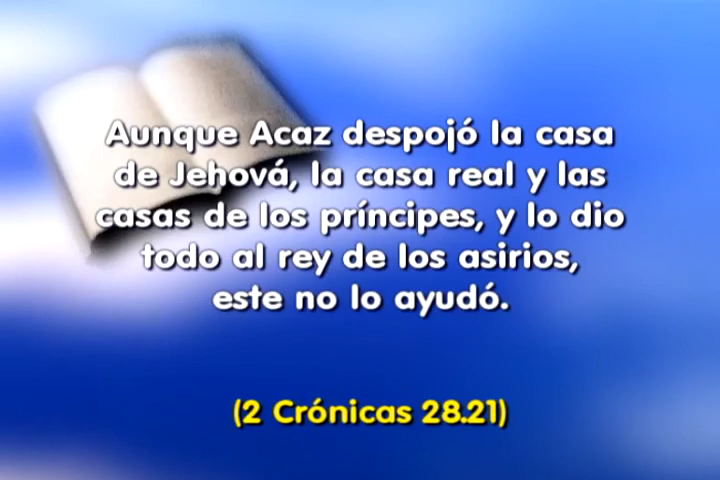 Aunque Acaz despojó la casa
de Jehová, la casa real y las
casas de los príncipes, y lo dio
todo al rey de los asirios,
este no lo ayudó.
(2 Crónicas 28.21)